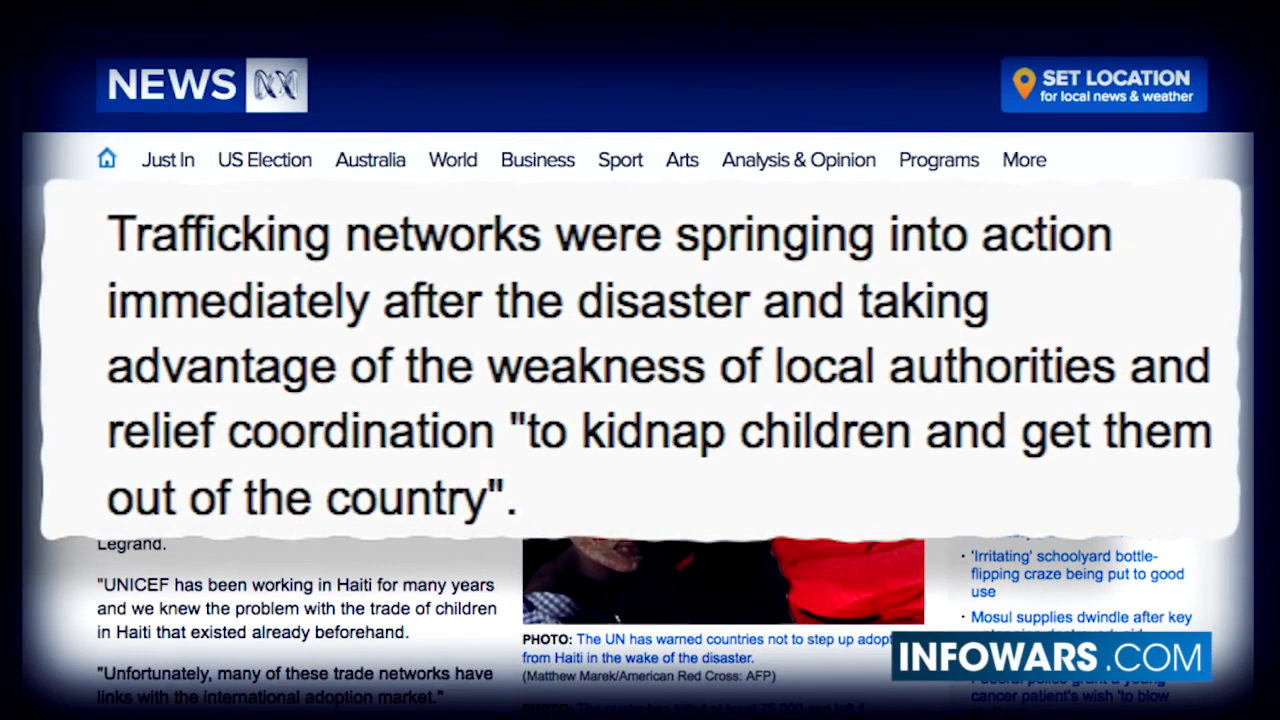 NEWS
SET LOCATION
for local news & weather
Just In US Election Australia World Business Sport Arts Analysis & Opinion Programs More
Trafficking networks were springing into action
immediately after the disaster and taking
advantage of the weakness of local authorities and
relief coordination "to kidnap children and get them
out of the country".
Legrand.
"UNICEF has been working in Haiti for many years
and we knew the problem with the trade of children
in Haiti that existed already beforehand.
"Unfortunately, many of these trade networks have
links with the international adoption market."
PHOTO: The UN has warned countries not to step up adopt
from Haiti in the wake of the disaster.
(Matthew Marek/American Red Cross: AFP)
PHOTO:
· 'Irritating' schoolyard bottle-
flipping craze being put to good
use
· Mosul supplies dwindle after key
cancer patient's wish 'to blow
INFOWARS.COM